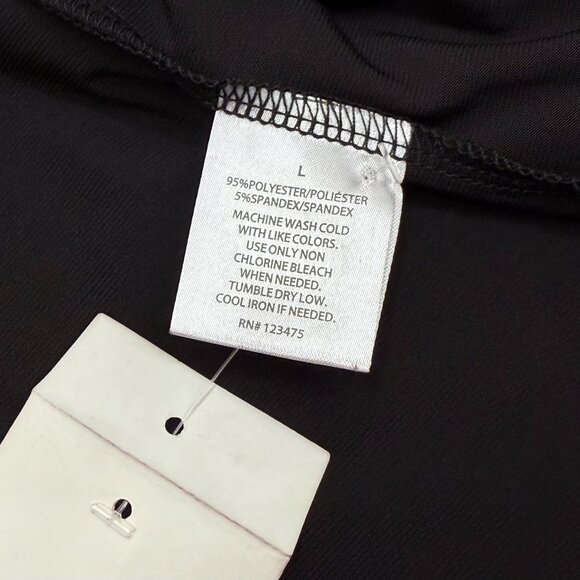 L
95%POLYESTER/POLIÉSTER
5%SPANDEX/SPANDEX
MACHINE WASH COLD
WITH LIKE COLORS.
USE ONLY NON
CHLORINE BLEACH
WHEN NEEDED.
TUMBLE DRY LOW.
COOL IRON IF NEEDED.
RN# 123475